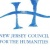 NEW JERSEY COUNCIL
FOR THE HUMANITIES